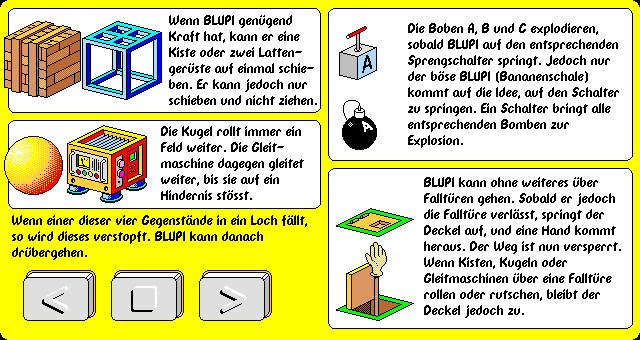 Wenn BLUPI genügend
Kraft hat, kann er eine
Kiste oder zwei Latten-
gerüste auf einmal schie-
ben. Er kann jedoch nur
schieben und nicht ziehen.
Die Kugel rollt immer ein
Feld weiter. Die Gleit-
maschine dagegen gleitet
weiter, bis sie auf ein
Hindernis stösst.
Wenn einer dieser vier Gegenstände in ein Loch fällt,
so wird dieses verstopft. BLUPI kann danach
drübergehen.
A
A
Die Boben A, B und C explodieren,
sobald BLUPI auf den entsprechenden
Sprengschalter springt. Jedoch nur
der böse BLUPI (Bananenschale)
kommt auf die Idee, auf den Schalter
zu springen. Ein Schalter bringt alle
entsprechenden Bomben zur
Explosion.
BLUPI kann ohne weiteres über
Falltüren gehen. Sobald er jedoch
die Falltüre verlässt, springt der
Deckel auf, und eine Hand kommt
heraus. Der Weg ist nun versperrt.
Wenn Kisten, Kugeln oder
Gleitmaschinen über eine Falltüre
rollen oder rutschen, bleibt der
Deckel jedoch zu.